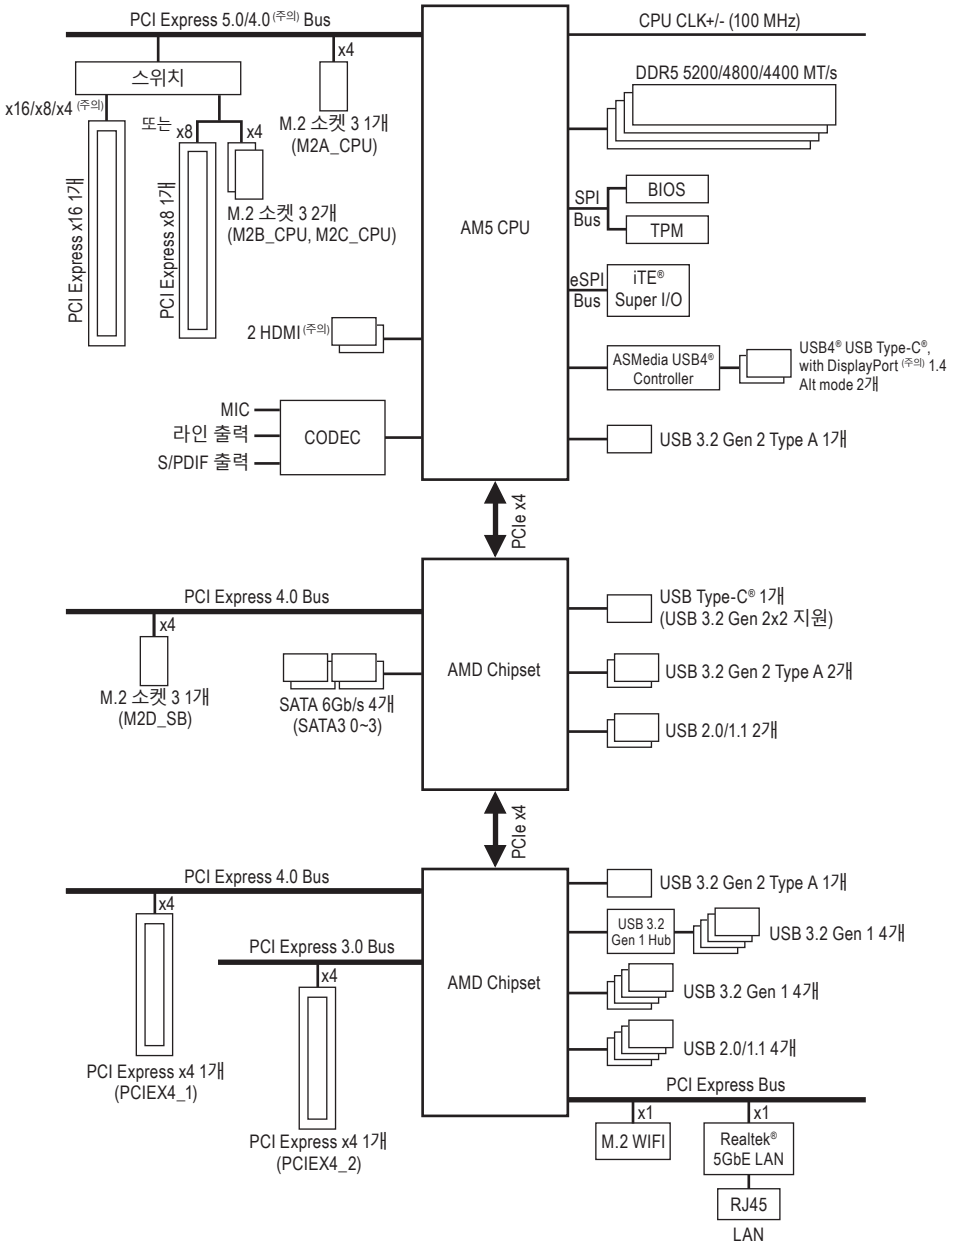 PCI Express 5.0/4.0 (주의) Bus
CPU CLK+/- (100 MHz)
x4
스위치
DDR5 5200/4800/4400 MT/s
x16/x8/x4 (주의)
또는
x8
x4
M.2 소켓 3 1개
(M2A_CPU)
PCI Express x16 1개
PCI Express x8 1개
M.2 소켓 3 2개
(M2B_CPU, M2C_CPU)
AM5 CPU
SPI
Bus
BIOS
TPM
eSPI
Bus
iTE®
Super I/O
2 HDMI (주의)
ASMedia USB4®
Controller
USB4® USB Type-C®,
with DisplayPort (주의) 1.4
Alt mode 2개
MIC
라인 출력
S/PDIF 출력
CODEC
USB 3.2 Gen 2 Type A 1개
PCIe x4
PCI Express 4.0 Bus
x4
M.2 소켓 3 1개
(M2D_SB)
SATA 6Gb/s 4개
(SATA3 0~3)
AMD Chipset
USB Type-C® 1개
(USB 3.2 Gen 2x2 지원)
USB 3.2 Gen 2 Type A 2개
USB 2.0/1.1 2개
PCIe x4
PCI Express 4.0 Bus
x4
PCI Express 3.0 Bus
x4
PCI Express x4 1개
(PCIEX4_1)
PCI Express x4 1개
(PCIEX4_2)
AMD Chipset
USB 3.2 Gen 2 Type A 1개
USB 3.2
Gen 1 Hub
USB 3.2 Gen 1 4개
USB 3.2 Gen 1 4개
USB 2.0/1.1 4개
PCI Express Bus
x1
x1
M.2 WIFI
Realtek®
5GbE LAN
RJ45
LAN